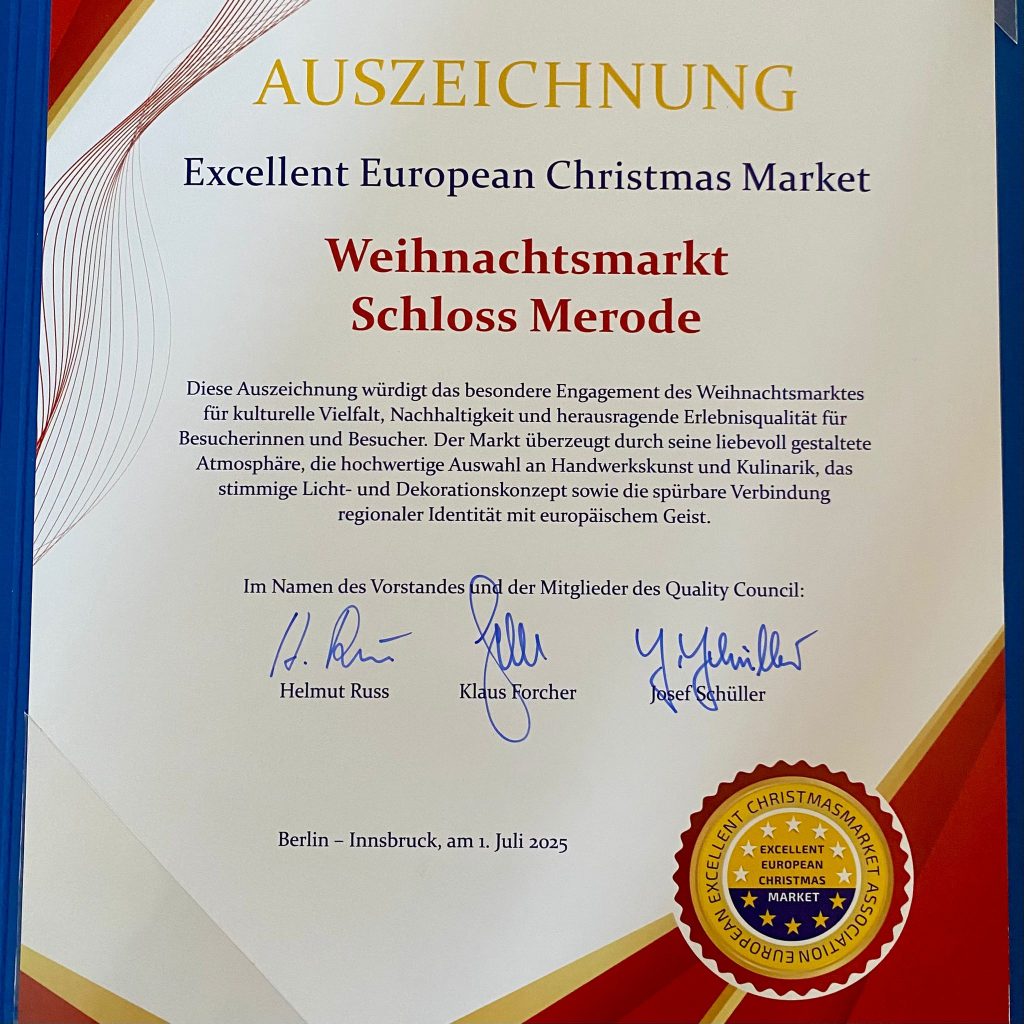 AUSZEICHNUNG
Excellent European Christmas Market
Weihnachtsmarkt
Schloss Merode
Diese Auszeichnung würdigt das besondere Engagement des Weihnachtsmarktes
für kulturelle Vielfalt, Nachhaltigkeit und herausragende Erlebnisqualität für
Besucherinnen und Besucher. Der Markt überzeugt durch seine liebevoll gestaltete
Atmosphäre, die hochwertige Auswahl an Handwerkskunst und Kulinarik, das
stimmige Licht- und Dekorationskonzept sowie die spürbare Verbindung
regionaler Identität mit europäischem Geist.
Im Namen des Vorstandes und der Mitglieder des Quality Council:
Helmut Russ Klaus Forcher Josef Schüller
Berlin – Innsbruck, am 1. Juli 2025
EUROPEAN EXCELLENT CHRISTMASMARKET ASSOCIATION
EXCELLENT
EUROPEAN
CHRISTMAS
MARKET